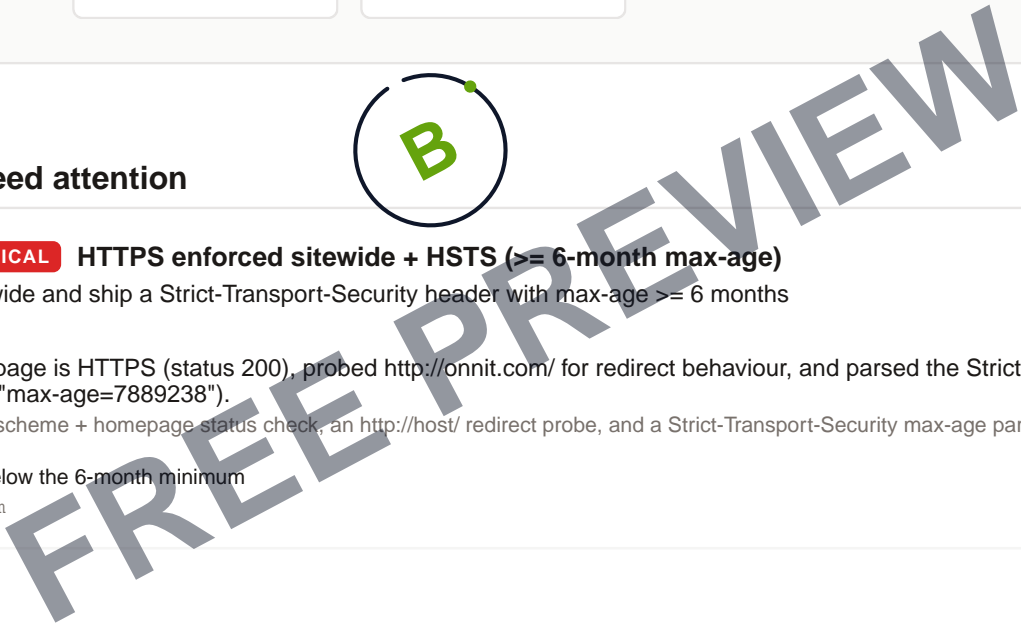 B
eed attention
ICAL HTTPS enforced sitewide + HSTS (>= 6-month max-age)
wide and ship a Strict-Transport-Security header with max-age >= 6 months
page is HTTPS (status 200), probed http://onnit.com/ for redirect behaviour, and parsed the Strict
"max-age=7889238").
scheme + homepage status check, an http://host/ redirect probe, and a Strict-Transport-Security max-age par
elow the 6-month minimum
n
FREE PREVIEW